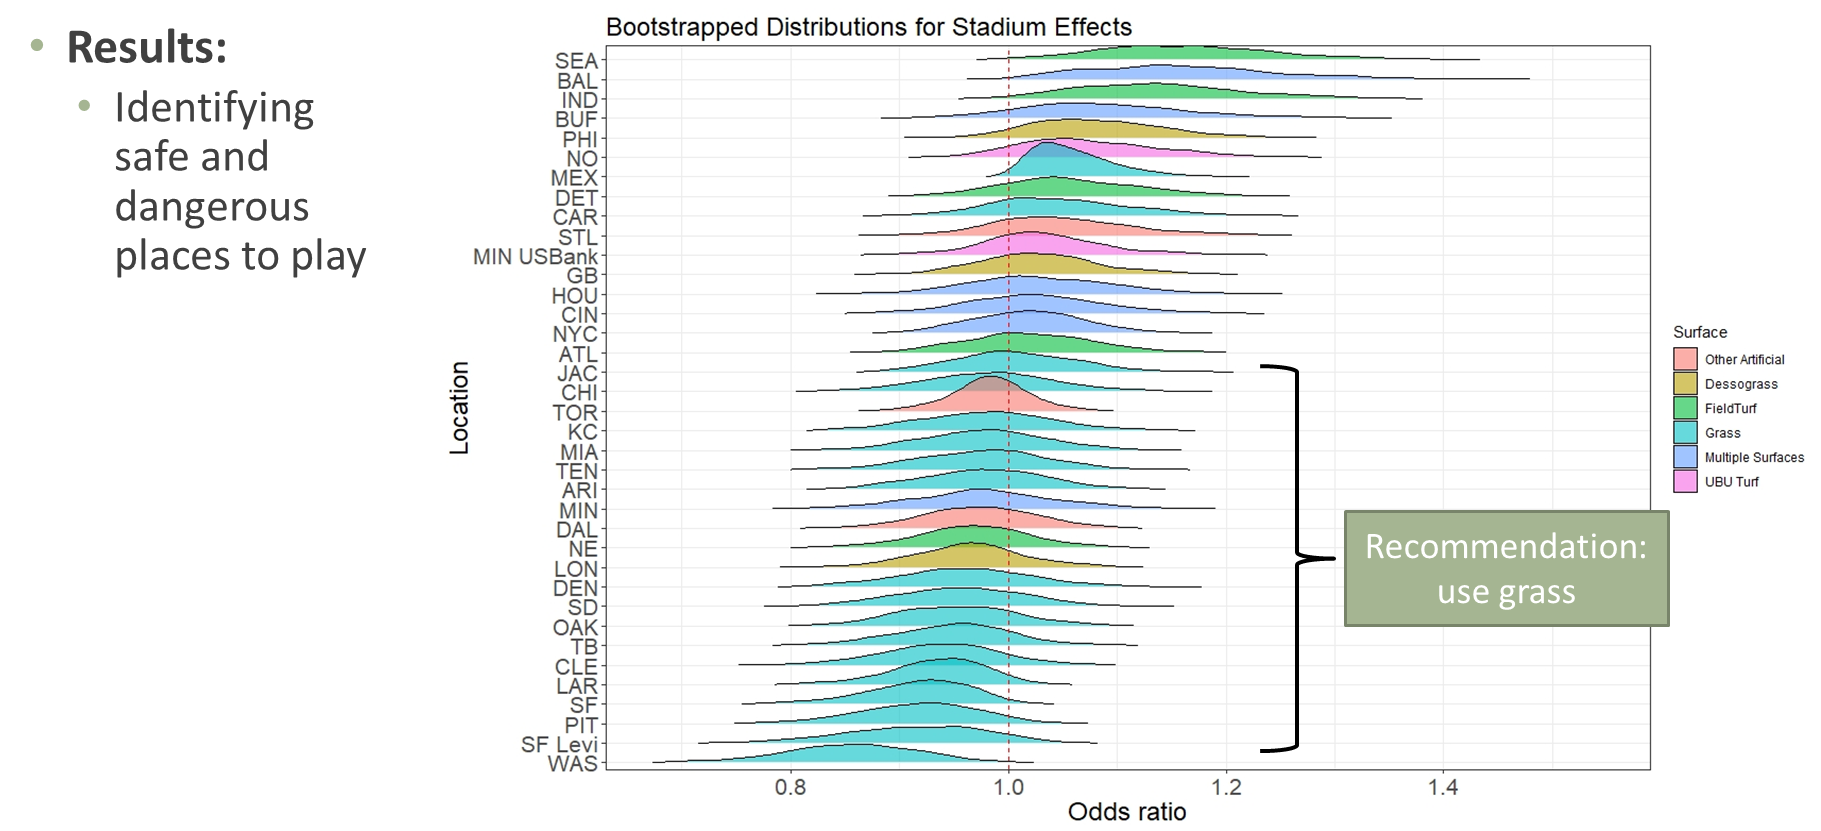 Results:
Identifying
safe and
dangerous
places to play
Bootstrapped Distributions for Stadium Effects
SEA
BAL
IND
BUF
PHI
NO
MEX
DET
CAR
STL
MIN USBank
GB
HOU
CIN
NYC
ATL
JAC
CHI
TOR
KC
MIA
TEN
ARI
MIN
DAL
NE
LON
DEN
SD
OAK
TB
CLE
LAR
SF
PIT
SF Levi
WAS
Location
0.8
1.0
1.2
1.4
Odds ratio
Surface
Other Artificial
Dessograss
FieldTurf
Grass
Multiple Surfaces
UBU Turf
Recommendation:
use grass